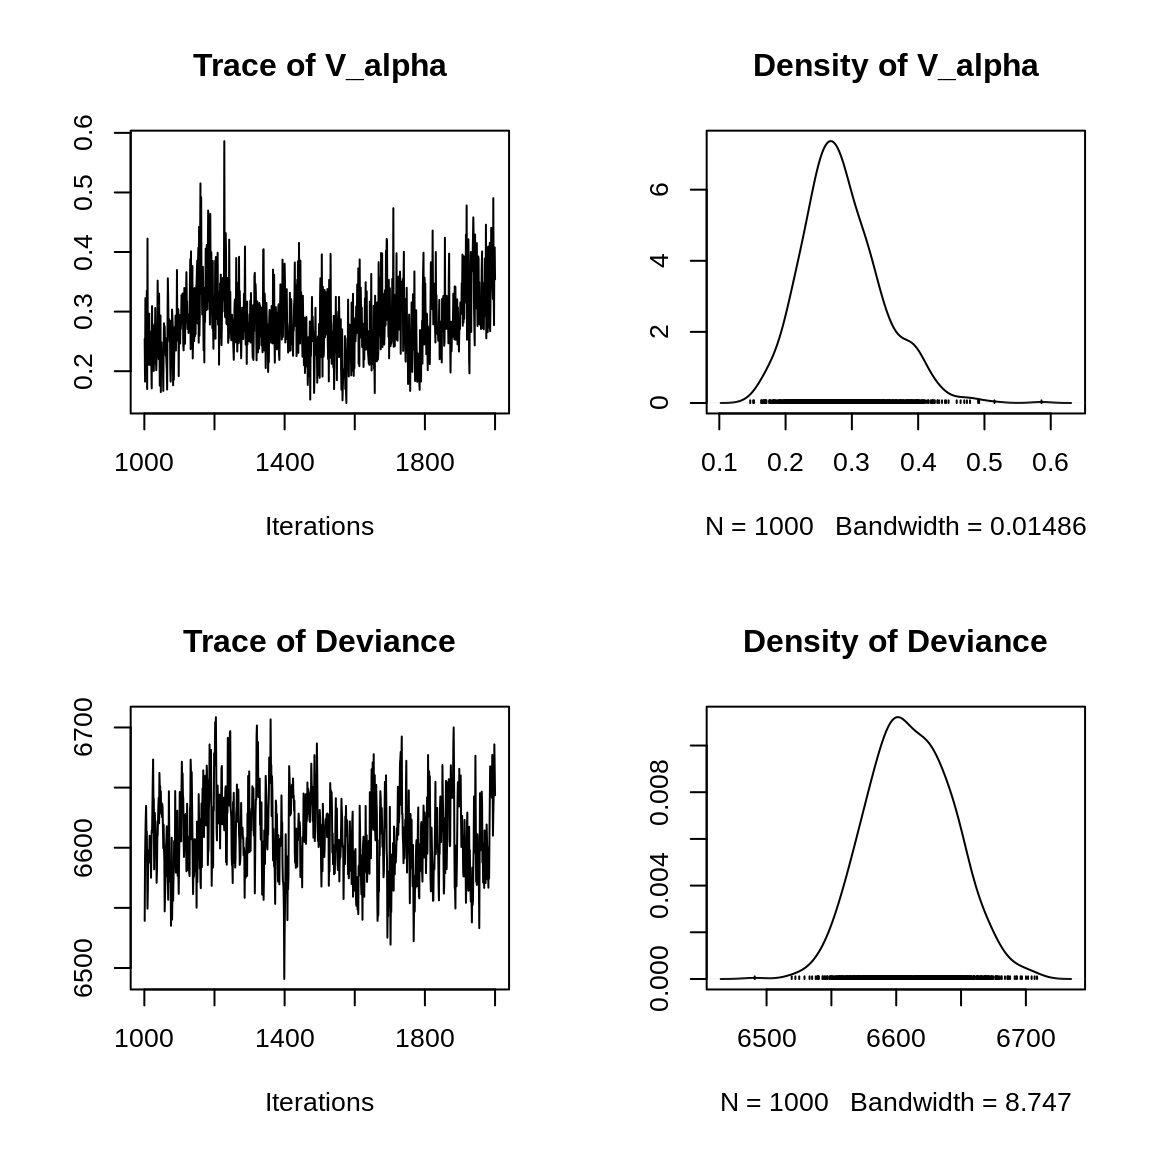 Trace of V_alpha
0.2 0.3 0.4 0.5 0.6
1000 1400 1800
Iterations
Density of V_alpha
0 2 4 6
0.1 0.2 0.3 0.4 0.5 0.6
N = 1000 Bandwidth = 0.01486
Trace of Deviance
6500 6600 6700
1000 1400 1800
Iterations
Density of Deviance
0.000 0.004 0.008
6500 6600 6700
N = 1000 Bandwidth = 8.747